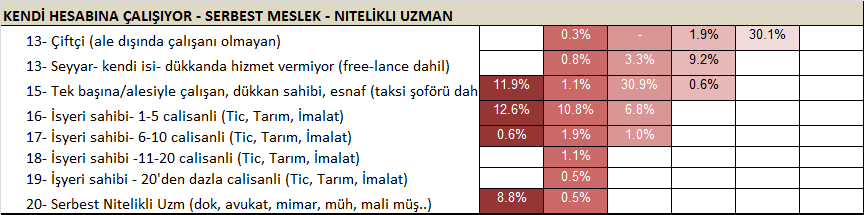 KENDİ HESABINA ÇALIŞIYOR - SERBEST MESLEK - NITELİKLI UZMAN
13- Çiftçi (ale dışında çalışanı olmayan) 0.3% - 1.9% 30.1%
13- Seyyar- kendi isi- dükkanda hizmet vermiyor (free-lance dahil) 0.8% 3.3% 9.2%
15- Tek başına/alesiyle çalışan, dükkan sahibi, esnaf (taksi şoförü dah 11.9% 1.1% 30.9% 0.6%
16- İsyeri sahibi- 1-5 calisanli (Tic, Tarım, İmalat) 12.6% 10.8% 6.8%
17- İsyeri sahibi- 6-10 calisanli (Tic, Tarım, İmalat) 0.6% 1.9% 1.0%
18- İsyeri sahibi -11-20 calisanli (Tic, Tarım, İmalat) 1.1%
19- İşyeri sahibi - 20'den dazla calisanli (Tic, Tarım, İmalat) 0.5%
20- Serbest Nitelikli Uzm (dok, avukat, mimar, müh, mali müş..) 8.8% 0.5%